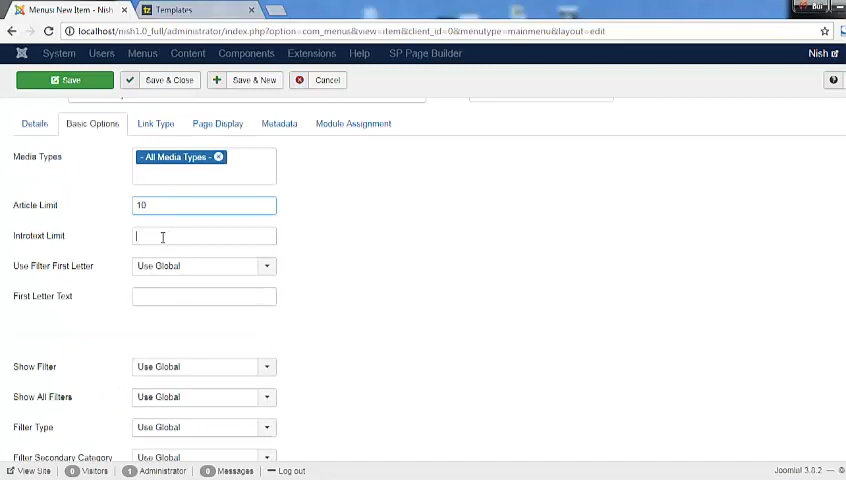 Menus: New Item - Nish × Templates ×
localhost/nish1.0_full/administrator/index.php?option=com_menus&view=item&client_id=0&menutype=mainmenu&layout=edit
System Users Menus Content Components Extensions Help SP Page Builder Nish
Save Save & Close Save & New Cancel ?
Details Basic Options Link Type Page Display Metadata Module Assignment
Media Types - All Media Types -
Article Limit 10
Introtext Limit
Use Filter First Letter Use Global
First Letter Text
Show Filter Use Global
Show All Filters Use Global
Filter Type Use Global
Filter Secondary Category Use Global
View Site 0 Visitors 1 Administrator 0 Messages Log out Joomla! 3.8.2 — ©